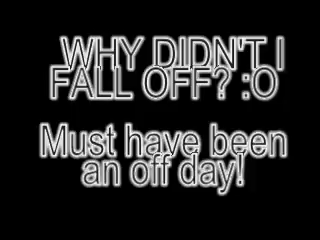 WHY DIDN'T I
FALL OFF? :O
Must have been
an off day!